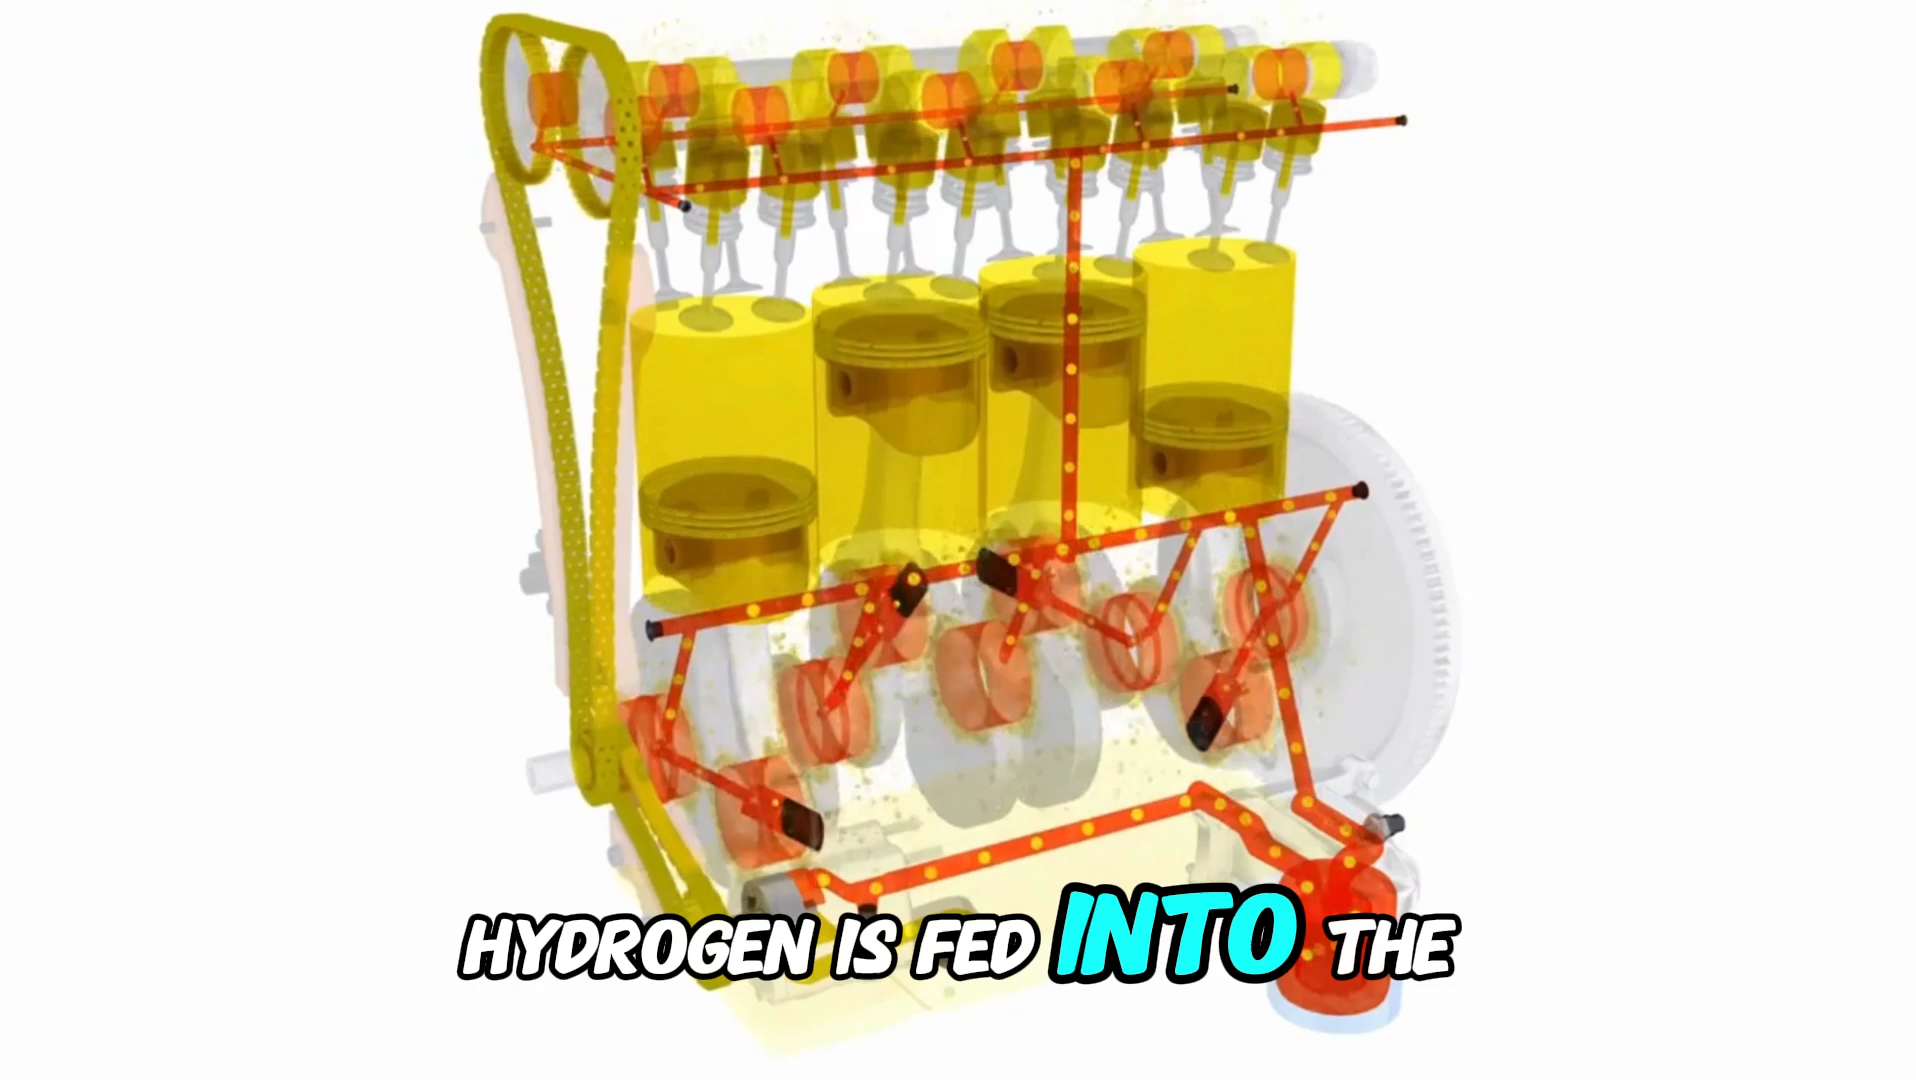 HYDROGEN IS FED INTO THE